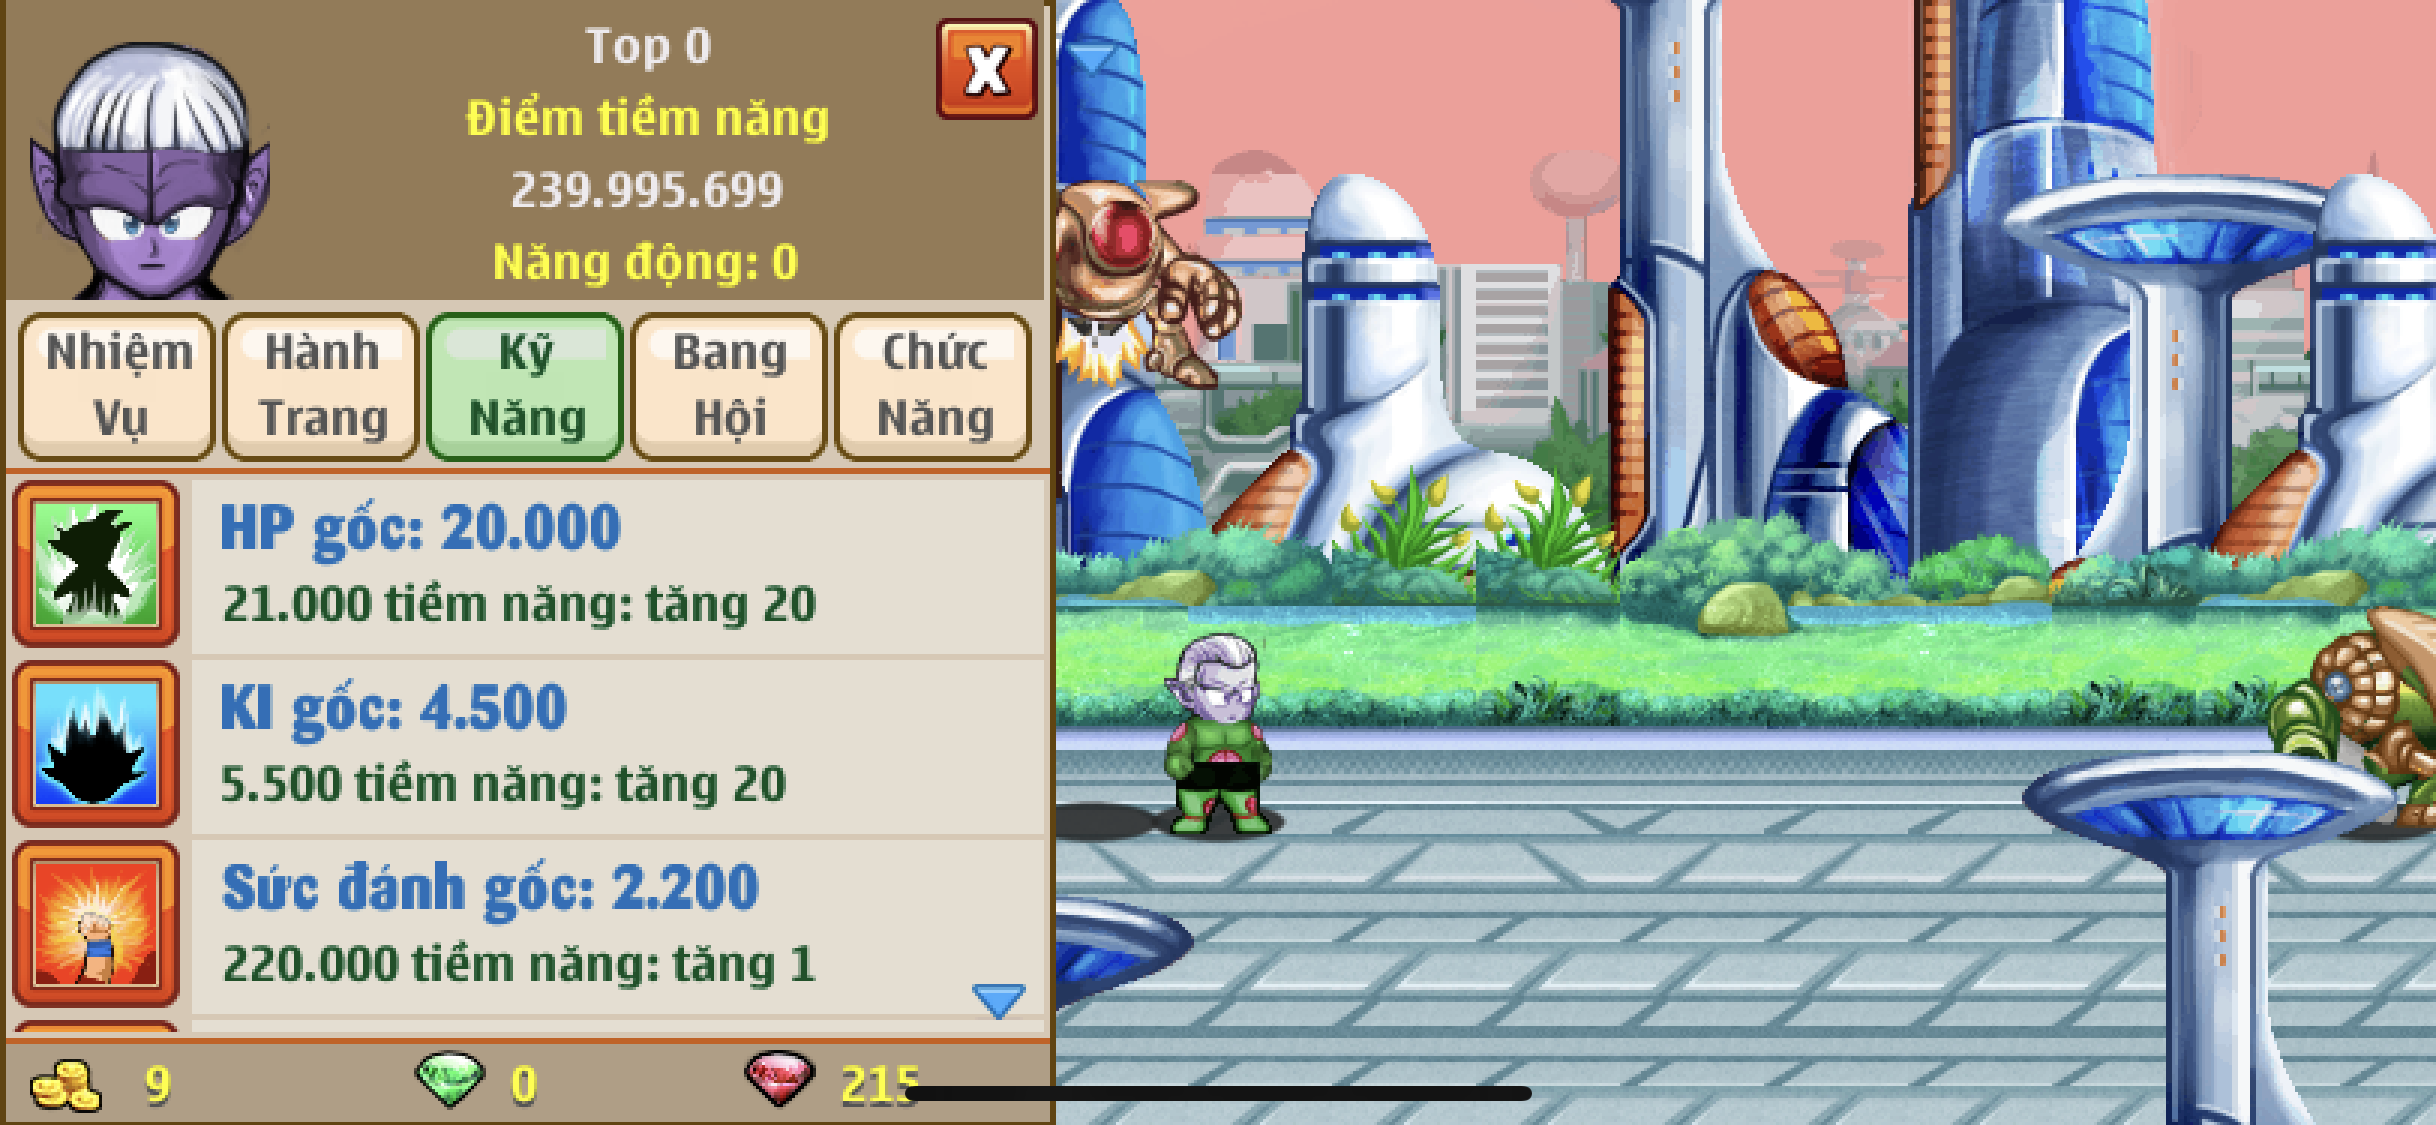 Top 0
Điểm tiềm năng
239.995.699
Năng động: 0
X
Nhiệm Vụ
Hành Trang
Kỹ Năng
Bang Hội
Chức Năng
HP gốc: 20.000
21.000 tiềm năng: tăng 20
KI gốc: 4.500
5.500 tiềm năng: tăng 20
Sức đánh gốc: 2.200
220.000 tiềm năng: tăng 1
9
0
215